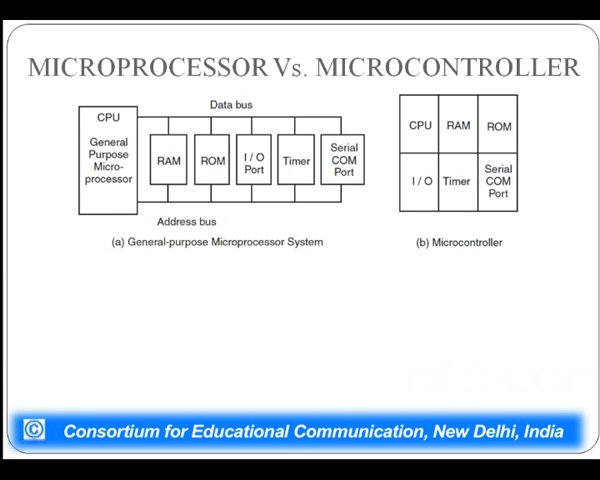 MICROPROCESSOR Vs. MICROCONTROLLER
Data bus
CPU
General
Purpose
Micro-
processor
RAM
ROM
I / O
Port
Timer
Serial
COM
Port
Address bus
(a) General-purpose Microprocessor System
CPU
RAM
ROM
I / O
Timer
Serial
COM
Port
(b) Microcontroller
© Consortium for Educational Communication, New Delhi, India